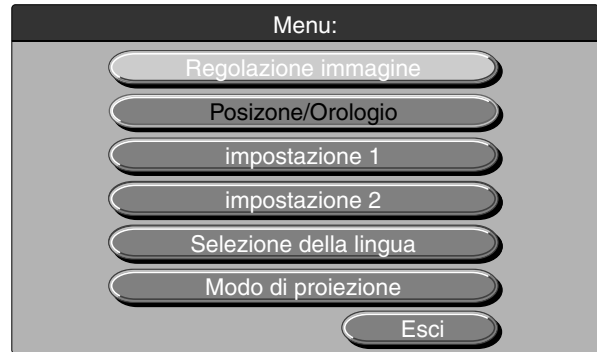 Menu:
Regolazione immagine
Posizone/Orologio
impostazione 1
impostazione 2
Selezione della lingua
Modo di proiezione
Esci